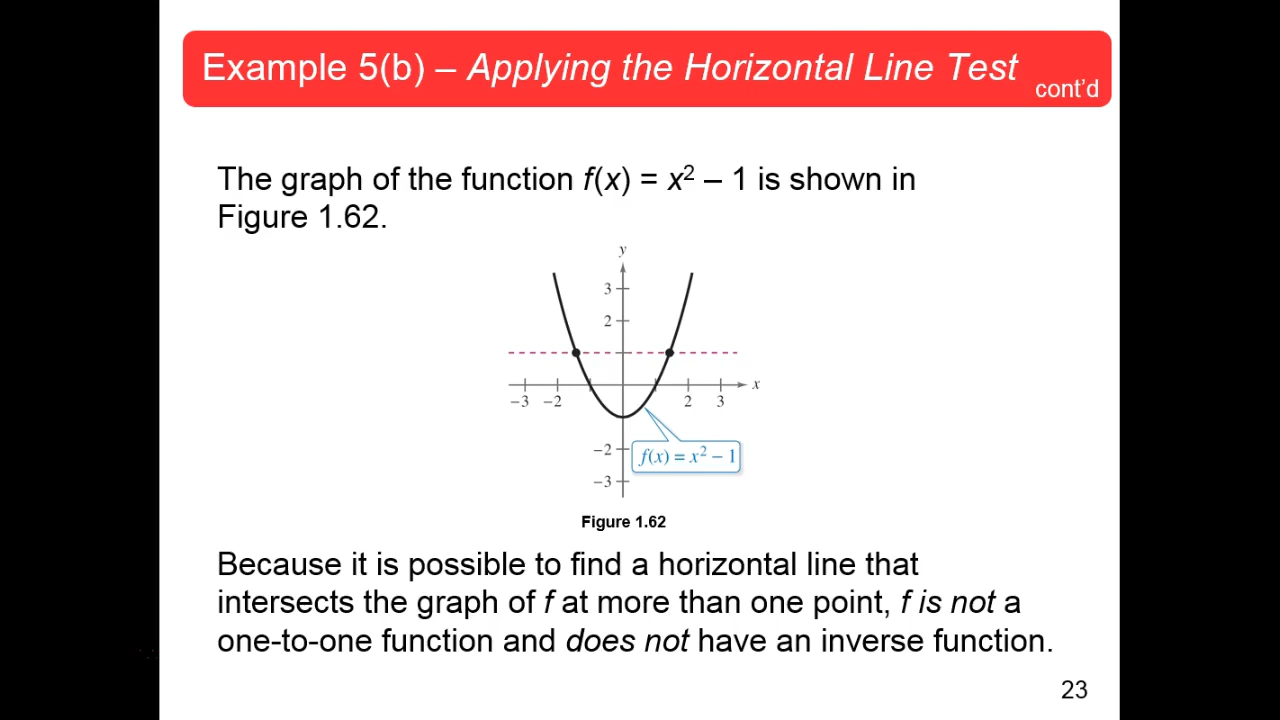 Example 5(b) – Applying the Horizontal Line Test
cont’d
The graph of the function f(x) = x² – 1 is shown in
Figure 1.62.
y
3
2
x
−3 −2 2 3
−2
f(x) = x² − 1
−3
Figure 1.62
Because it is possible to find a horizontal line that
intersects the graph of f at more than one point, f is not a
one-to-one function and does not have an inverse function.
23